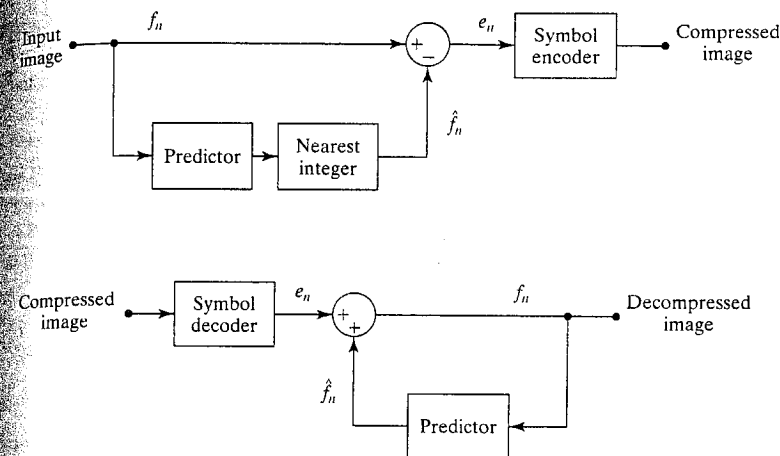 f_n
Input
image
+
−
e_n
Symbol
encoder
Compressed
image
f̂_n
Predictor
Nearest
integer
Compressed
image
Symbol
decoder
e_n
+
+
f_n
Decompressed
image
f̂_n
Predictor